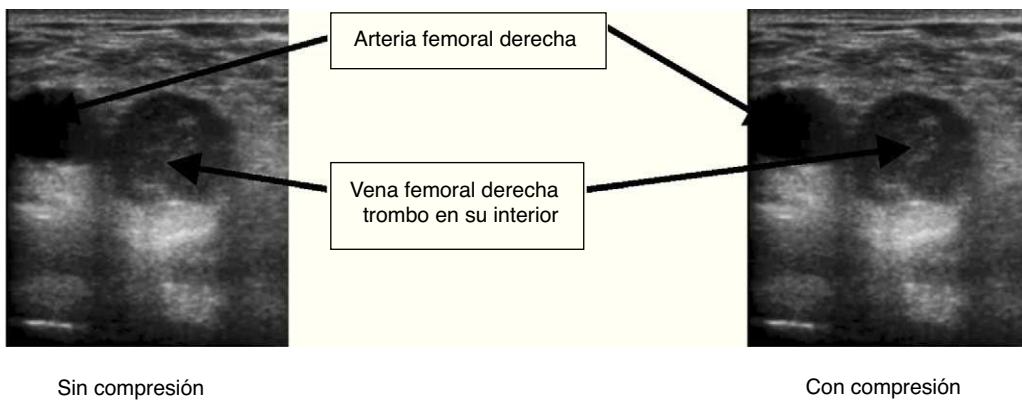 Arteria femoral derecha
Vena femoral derecha
trombo en su interior
Sin compresión
Con compresión